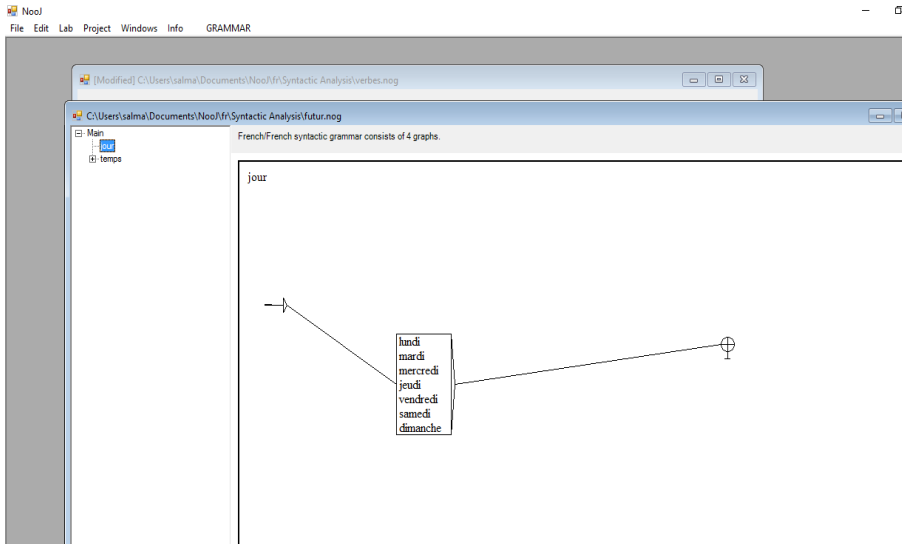 NooJ
File Edit Lab Project Windows Info GRAMMAR
[Modified] C:\Users\salma\Documents\NooJ\fr\Syntactic Analysis\verbes.nog
C:\Users\salma\Documents\NooJ\fr\Syntactic Analysis\futur.nog
Main
jour
temps
French/French syntactic grammar consists of 4 graphs.
jour
lundi
mardi
mercredi
jeudi
vendredi
samedi
dimanche